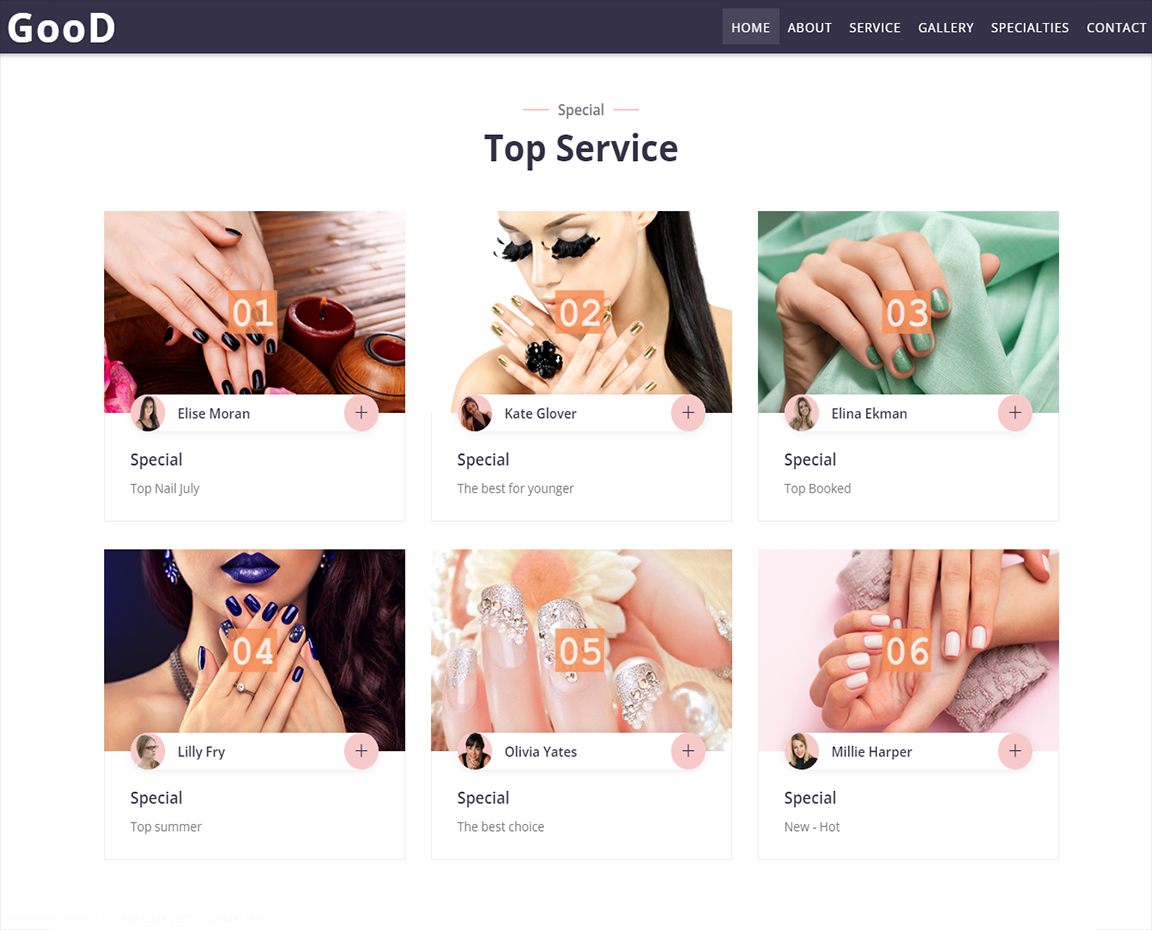 GooD
HOME ABOUT SERVICE GALLERY SPECIALTIES CONTACT
Special
Top Service
01
Elise Moran +
Special
Top Nail July
02
Kate Glover +
Special
The best for younger
03
Elina Ekman +
Special
Top Booked
04
Lilly Fry +
Special
Top summer
05
Olivia Yates +
Special
The best choice
06
Millie Harper +
Special
New - Hot